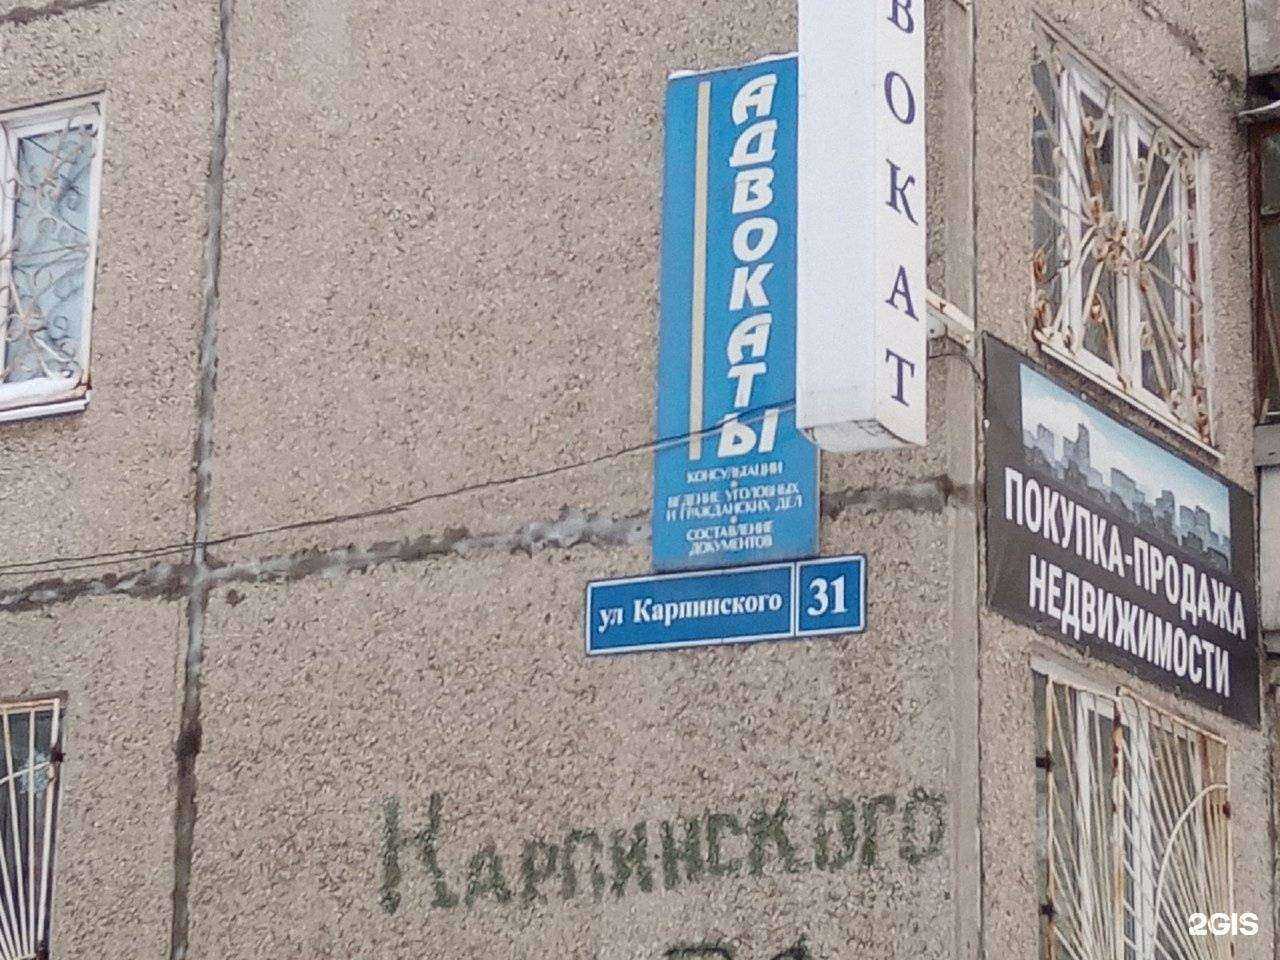 АДВОКАТЫ
КОНСУЛЬТАЦИИ
ВЕДЕНИЕ УГОЛОВНЫХ
И ГРАЖДАНСКИХ ДЕЛ
СОСТАВЛЕНИЕ
ДОКУМЕНТОВ
ВОКАТ
ул Карпинского 31
ПОКУПКА-ПРОДАЖА
НЕДВИЖИМОСТИ
Карпинского
2GIS